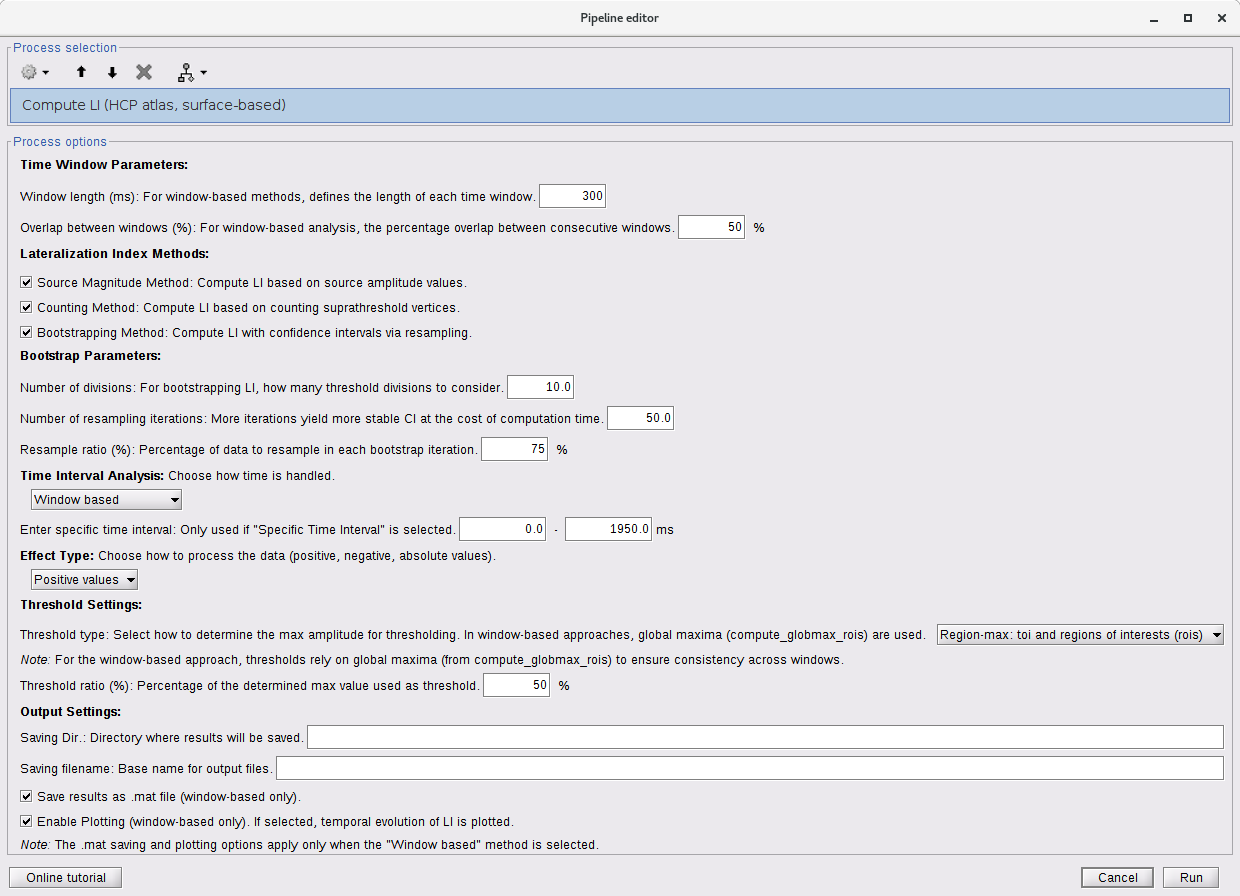 Pipeline editor
Process selection
Compute LI (HCP atlas, surface-based)
Process options
Time Window Parameters:
Window length (ms): For window-based methods, defines the length of each time window. 300
Overlap between windows (%): For window-based analysis, the percentage overlap between consecutive windows. 50 %
Lateralization Index Methods:
Source Magnitude Method: Compute LI based on source amplitude values.
Counting Method: Compute LI based on counting suprathreshold vertices.
Bootstrapping Method: Compute LI with confidence intervals via resampling.
Bootstrap Parameters:
Number of divisions: For bootstrapping LI, how many threshold divisions to consider. 10.0
Number of resampling iterations: More iterations yield more stable CI at the cost of computation time. 50.0
Resample ratio (%): Percentage of data to resample in each bootstrap iteration. 75 %
Time Interval Analysis: Choose how time is handled.
Window based
Enter specific time interval: Only used if "Specific Time Interval" is selected. 0.0 - 1950.0 ms
Effect Type: Choose how to process the data (positive, negative, absolute values).
Positive values
Threshold Settings:
Threshold type: Select how to determine the max amplitude for thresholding. In window-based approaches, global maxima (compute_globmax_rois) are used. Region-max: toi and regions of interests (rois)
Note: For the window-based approach, thresholds rely on global maxima (from compute_globmax_rois) to ensure consistency across windows.
Threshold ratio (%): Percentage of the determined max value used as threshold. 50 %
Output Settings:
Saving Dir.: Directory where results will be saved.
Saving filename: Base name for output files.
Save results as .mat file (window-based only).
Enable Plotting (window-based only). If selected, temporal evolution of LI is plotted.
Note: The .mat saving and plotting options apply only when the "Window based" method is selected.
Online tutorial Cancel Run